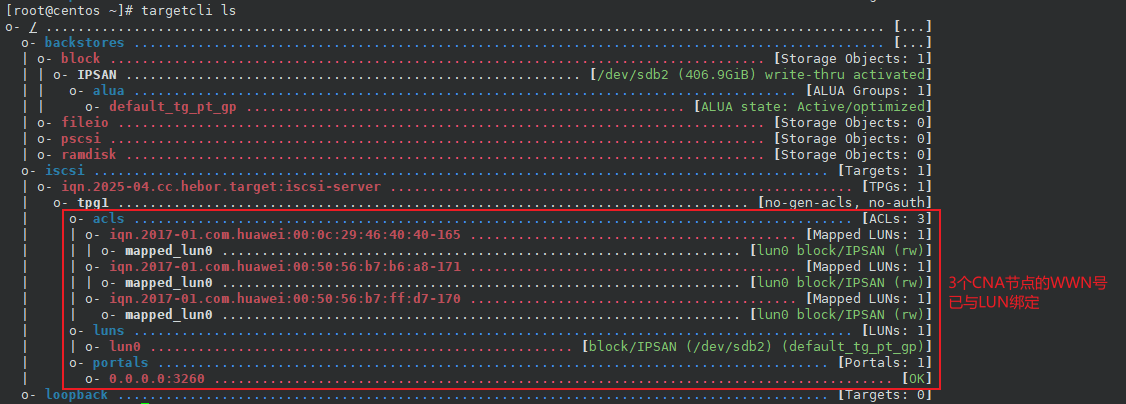 [root@centos ~]# targetcli ls
o- / ......................................................................................................................... [...]
  o- backstores .............................................................................................................. [...]
  | o- block .................................................................................................. [Storage Objects: 1]
  | | o- IPSAN ......................................................... [/dev/sdb2 (406.9GiB) write-thru activated]
  | |   o- alua ................................................................................................... [ALUA Groups: 1]
  | |     o- default_tg_pt_gp ....................................................... [ALUA state: Active/optimized]
  | o- fileio ................................................................................................. [Storage Objects: 0]
  | o- pscsi .................................................................................................. [Storage Objects: 0]
  | o- ramdisk ................................................................................................ [Storage Objects: 0]
  o- iscsi ............................................................................................................ [Targets: 1]
  | o- iqn.2025-04.cc.hebor.target:iscsi-server .......................................................... [TPGs: 1]
  |   o- tpg1 .................................................................................. [no-gen-acls, no-auth]
  |     o- acls .......................................................................................................... [ACLs: 3]
  |     | o- iqn.2017-01.com.huawei:00:0c:29:46:40:40-165 ......................................... [Mapped LUNs: 1]
  |     | | o- mapped_lun0 .................................................................. [lun0 block/IPSAN (rw)]
  |     | o- iqn.2017-01.com.huawei:00:50:56:b7:b6:a8-171 ......................................... [Mapped LUNs: 1]
  |     |   o- mapped_lun0 .................................................................. [lun0 block/IPSAN (rw)]
  |     | o- iqn.2017-01.com.huawei:00:50:56:b7:ff:d7-170 ......................................... [Mapped LUNs: 1]
  |     |   o- mapped_lun0 .................................................................. [lun0 block/IPSAN (rw)]
  |     o- luns .......................................................................................................... [LUNs: 1]
  |     | o- lun0 ...................................................... [block/IPSAN (/dev/sdb2) (default_tg_pt_gp)]
  |     o- portals .................................................................................................... [Portals: 1]
  |       o- 0.0.0.0:3260 ..................................................................................... [OK]
  o- loopback ......................................................................................................... [Targets: 0]
3个CNA节点的WWN号
已与LUN绑定